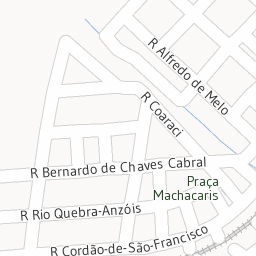 R Alfredo de Melo
R Coaraci
R Bernardo de Chaves Cabral
Praça
Machacaris
R Rio Quebra-Anzóis
R Cordão-de-São-Francisco